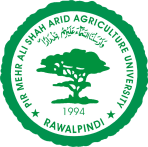 PIR MEHR ALI SHAH ARID AGRICULTURE UNIVERSITY
1994
RAWALPINDI